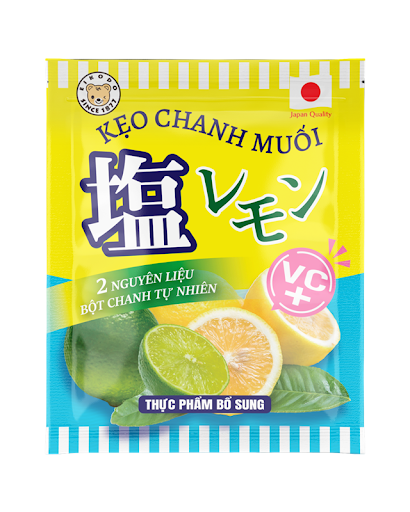 EIKODO
SINCE 1877
Japan Quality
KẸO CHANH MUỐI
塩レモン
VC+
2 NGUYÊN LIỆU
BỘT CHANH TỰ NHIÊN
THỰC PHẨM BỔ SUNG